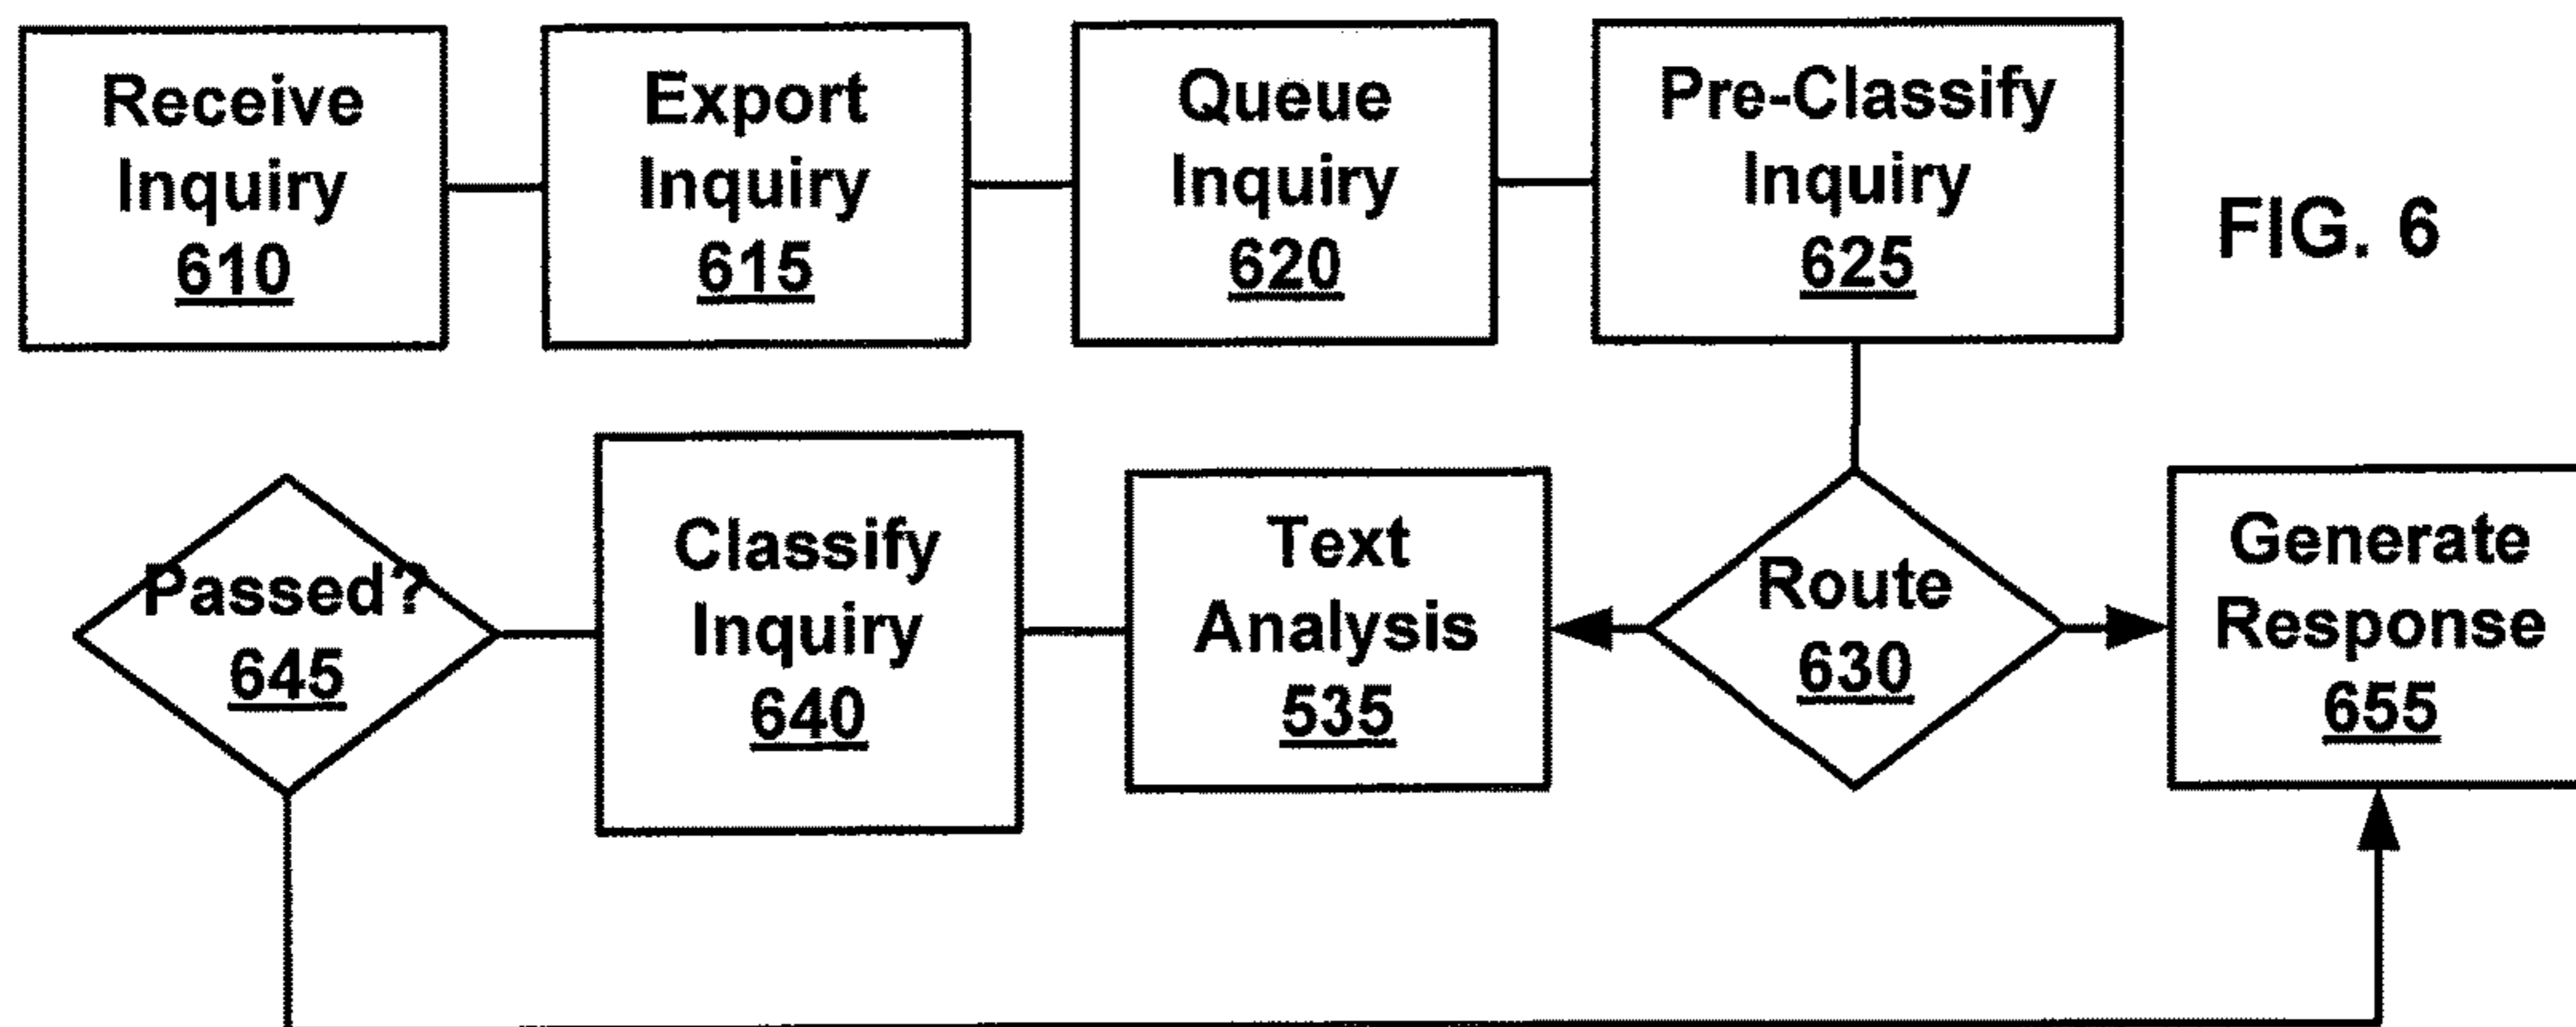 Receive
Inquiry
610
Export
Inquiry
615
Queue
Inquiry
620
Pre-Classify
Inquiry
625
FIG. 6
Passed?
645
Classify
Inquiry
640
Text
Analysis
535
Route
630
Generate
Response
655